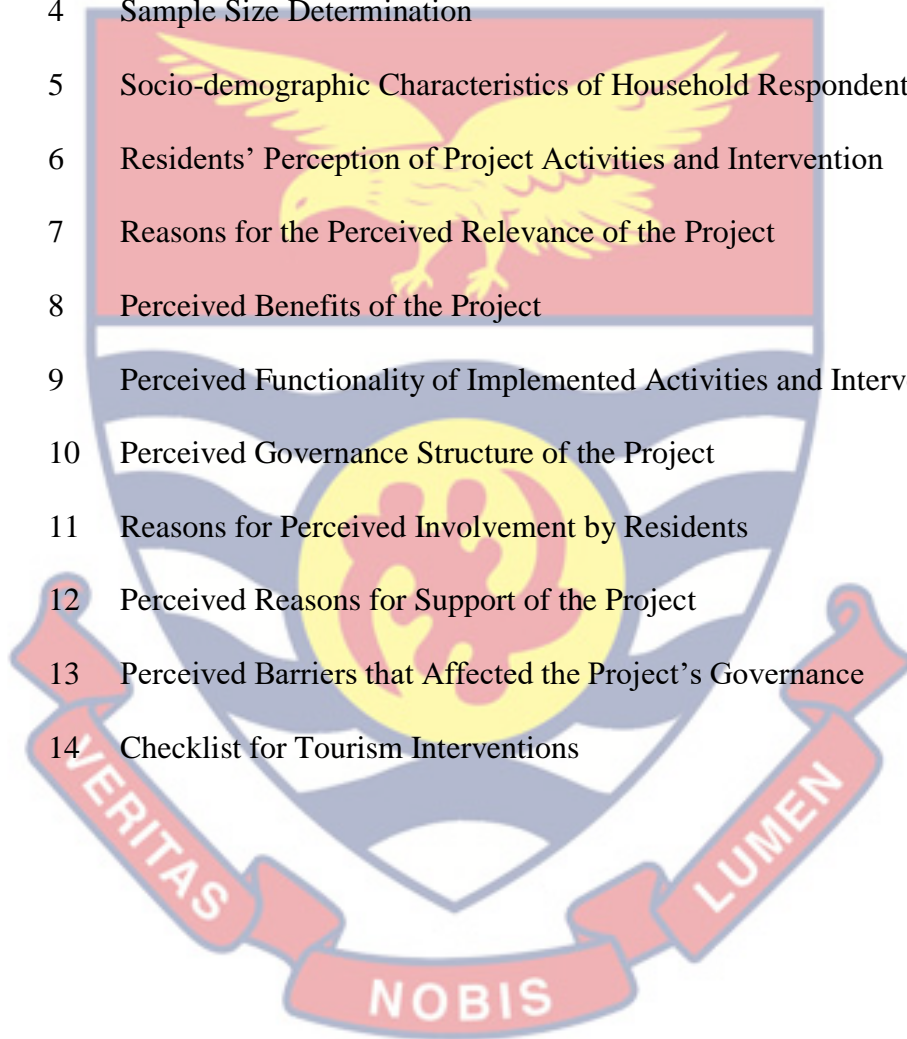 4 Sample Size Determination
5 Socio-demographic Characteristics of Household Respondent
6 Residents’ Perception of Project Activities and Intervention
7 Reasons for the Perceived Relevance of the Project
8 Perceived Benefits of the Project
9 Perceived Functionality of Implemented Activities and Interv
10 Perceived Governance Structure of the Project
11 Reasons for Perceived Involvement by Residents
12 Perceived Reasons for Support of the Project
13 Perceived Barriers that Affected the Project’s Governance
14 Checklist for Tourism Interventions
VERITAS
NOBIS
LUMEN